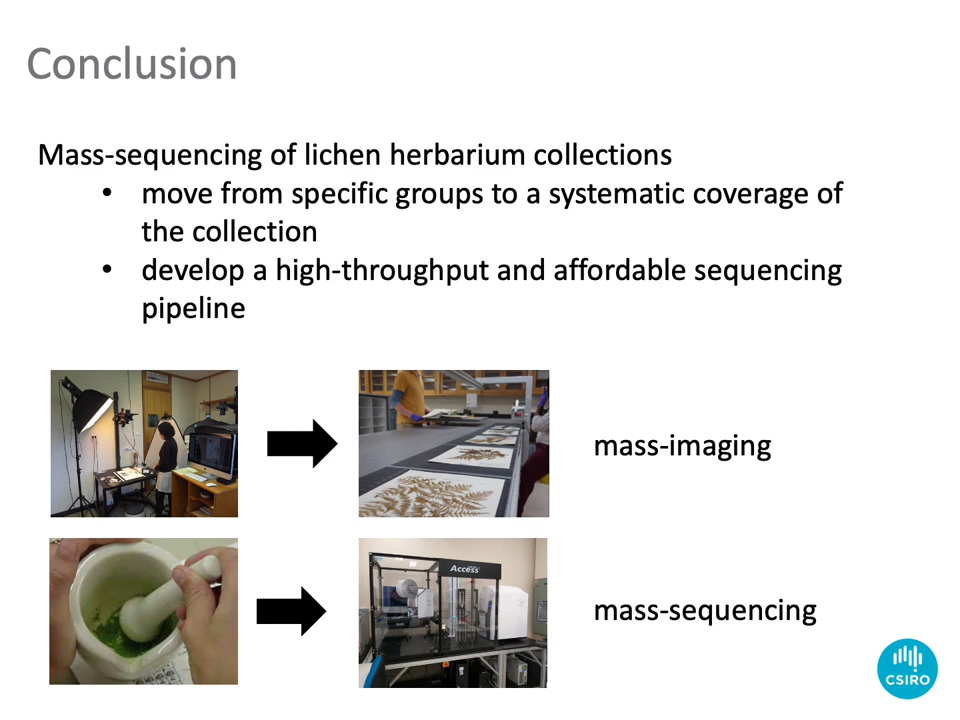 Conclusion
Mass-sequencing of lichen herbarium collections
• move from specific groups to a systematic coverage of
the collection
• develop a high-throughput and affordable sequencing
pipeline
mass-imaging
Access
mass-sequencing
CSIRO